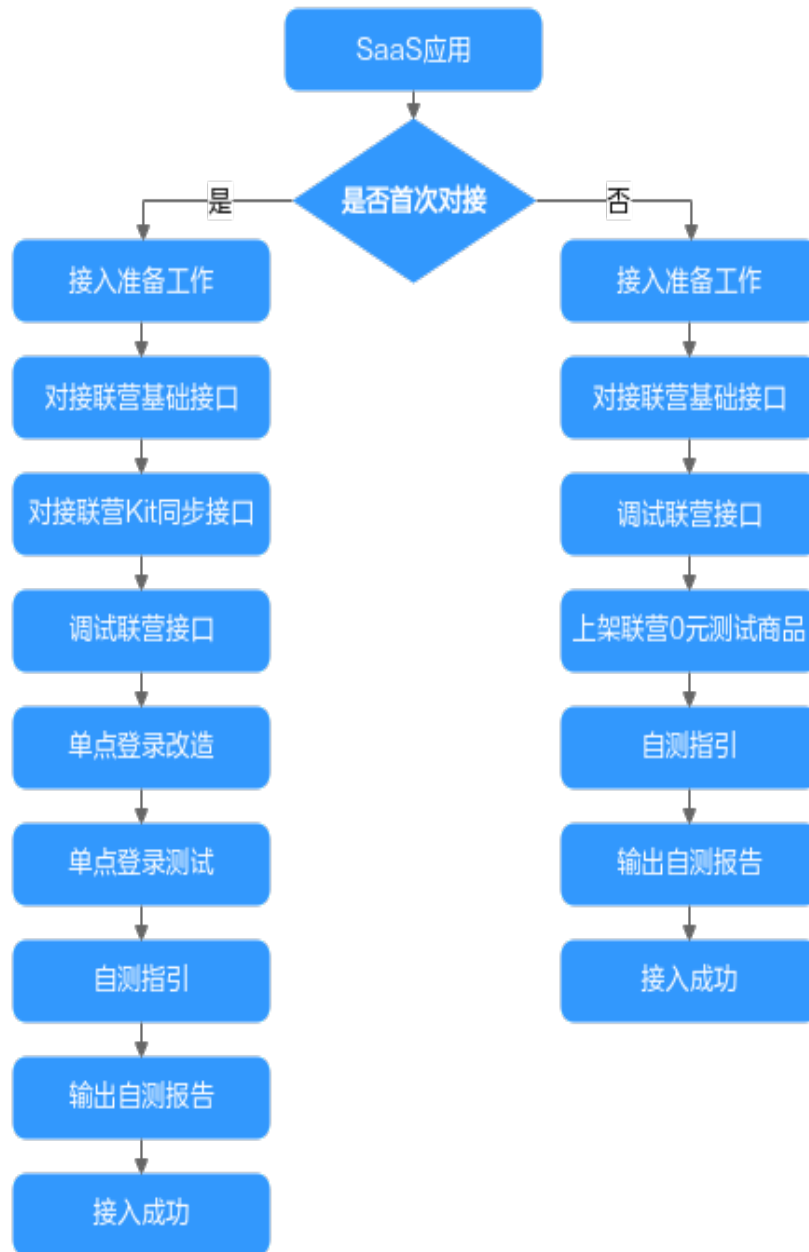 SaaS应用
是否首次对接
是
否
接入准备工作
对接联营基础接口
对接联营Kit同步接口
调试联营接口
单点登录改造
单点登录测试
自测指引
输出自测报告
接入成功
接入准备工作
对接联营基础接口
调试联营接口
上架联营0元测试商品
自测指引
输出自测报告
接入成功